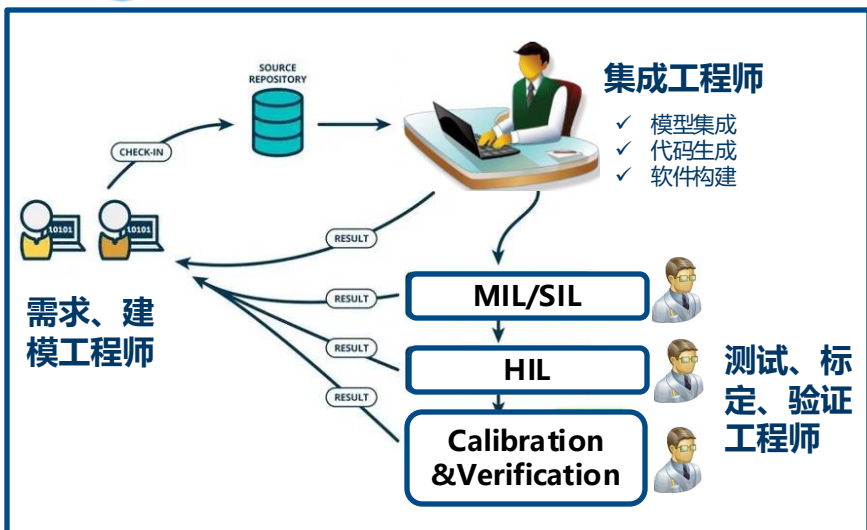 SOURCE
REPOSITORY
集成工程师
✓ 模型集成
✓ 代码生成
✓ 软件构建
CHECK-IN
10101
10101
RESULT
需求、建
模工程师
RESULT
MIL/SIL
RESULT
HIL
测试、标
定、验证
工程师
RESULT
Calibration
&Verification